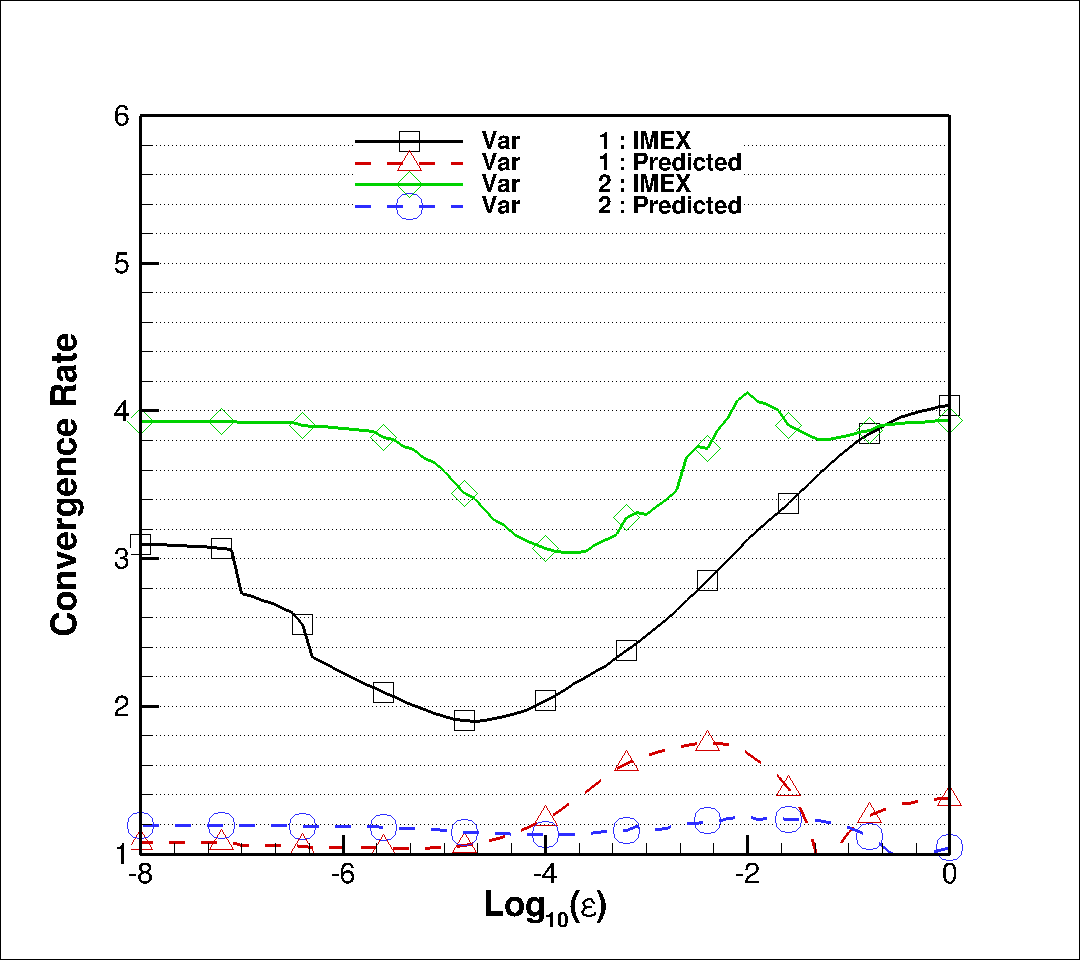 6
Var 1 : IMEX
Var 1 : Predicted
Var 2 : IMEX
Var 2 : Predicted
5
4
3
2
1
Convergence Rate
-8 -6 -4 -2 0
Log10(ε)